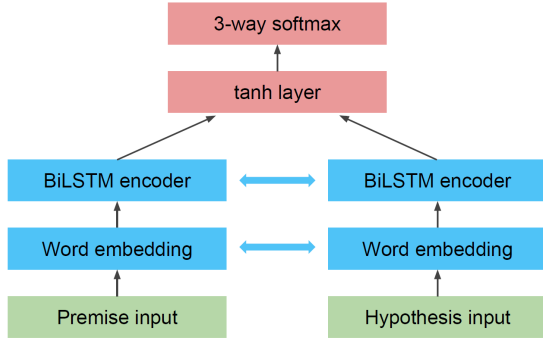 3-way softmax
tanh layer
BiLSTM encoder
BiLSTM encoder
Word embedding
Word embedding
Premise input
Hypothesis input